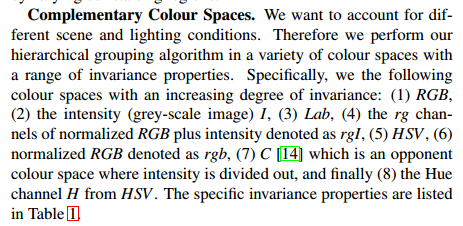 Complementary Colour Spaces. We want to account for dif-
ferent scene and lighting conditions. Therefore we perform our
hierarchical grouping algorithm in a variety of colour spaces with
a range of invariance properties. Specifically, we the following
colour spaces with an increasing degree of invariance: (1) RGB,
(2) the intensity (grey-scale image) I, (3) Lab, (4) the rg chan-
nels of normalized RGB plus intensity denoted as rgI, (5) HSV, (6)
normalized RGB denoted as rgb, (7) C [14] which is an opponent
colour space where intensity is divided out, and finally (8) the Hue
channel H from HSV. The specific invariance properties are listed
in Table 1.